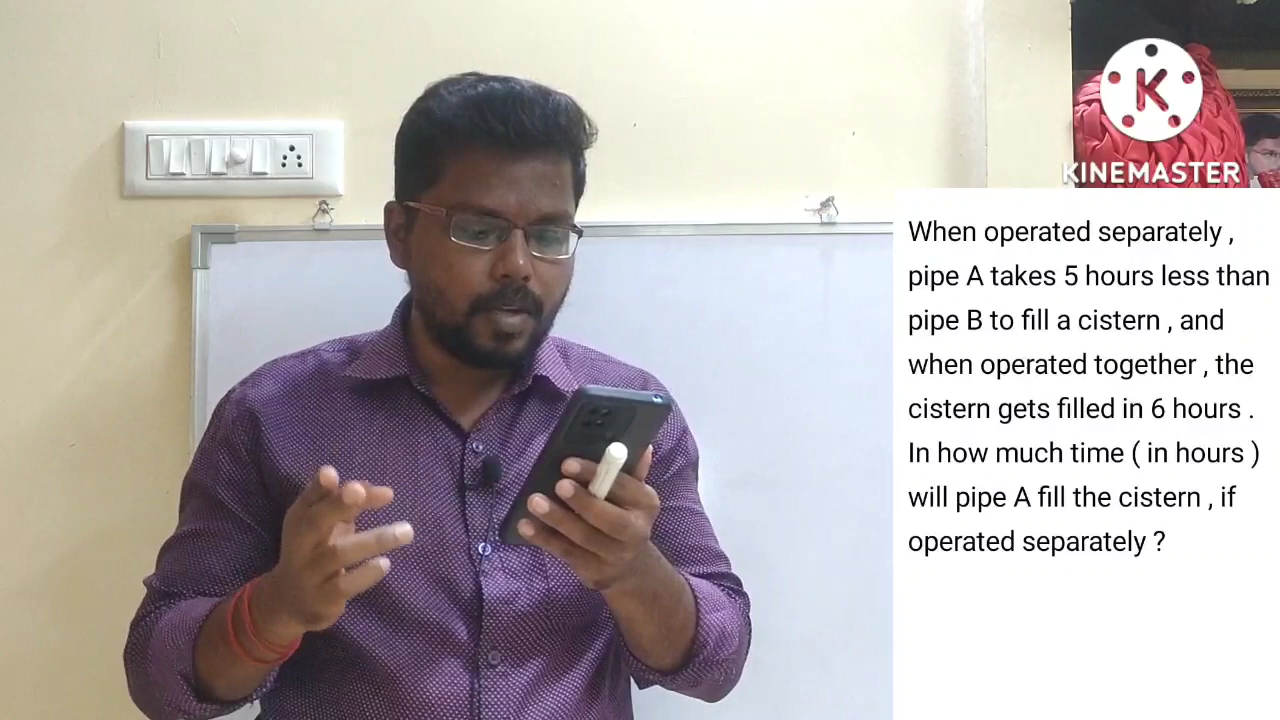 K
KINEMASTER
When operated separately ,
pipe A takes 5 hours less than
pipe B to fill a cistern , and
when operated together , the
cistern gets filled in 6 hours .
In how much time ( in hours )
will pipe A fill the cistern , if
operated separately ?